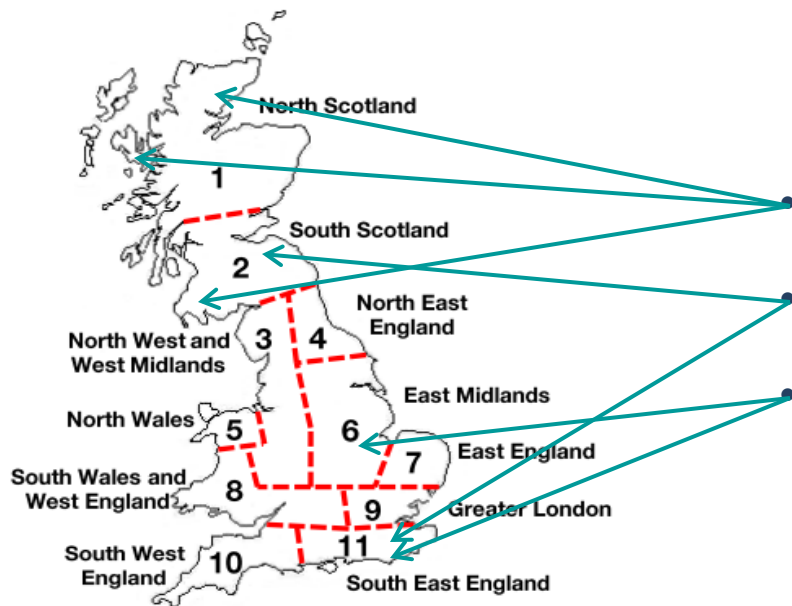 North Scotland
1
South Scotland
2
North East
England
3
4
North West and
West Midlands
East Midlands
North Wales
5
6
7
East England
South Wales and
West England
8
9
Greater London
South West
England
10
11
South East England